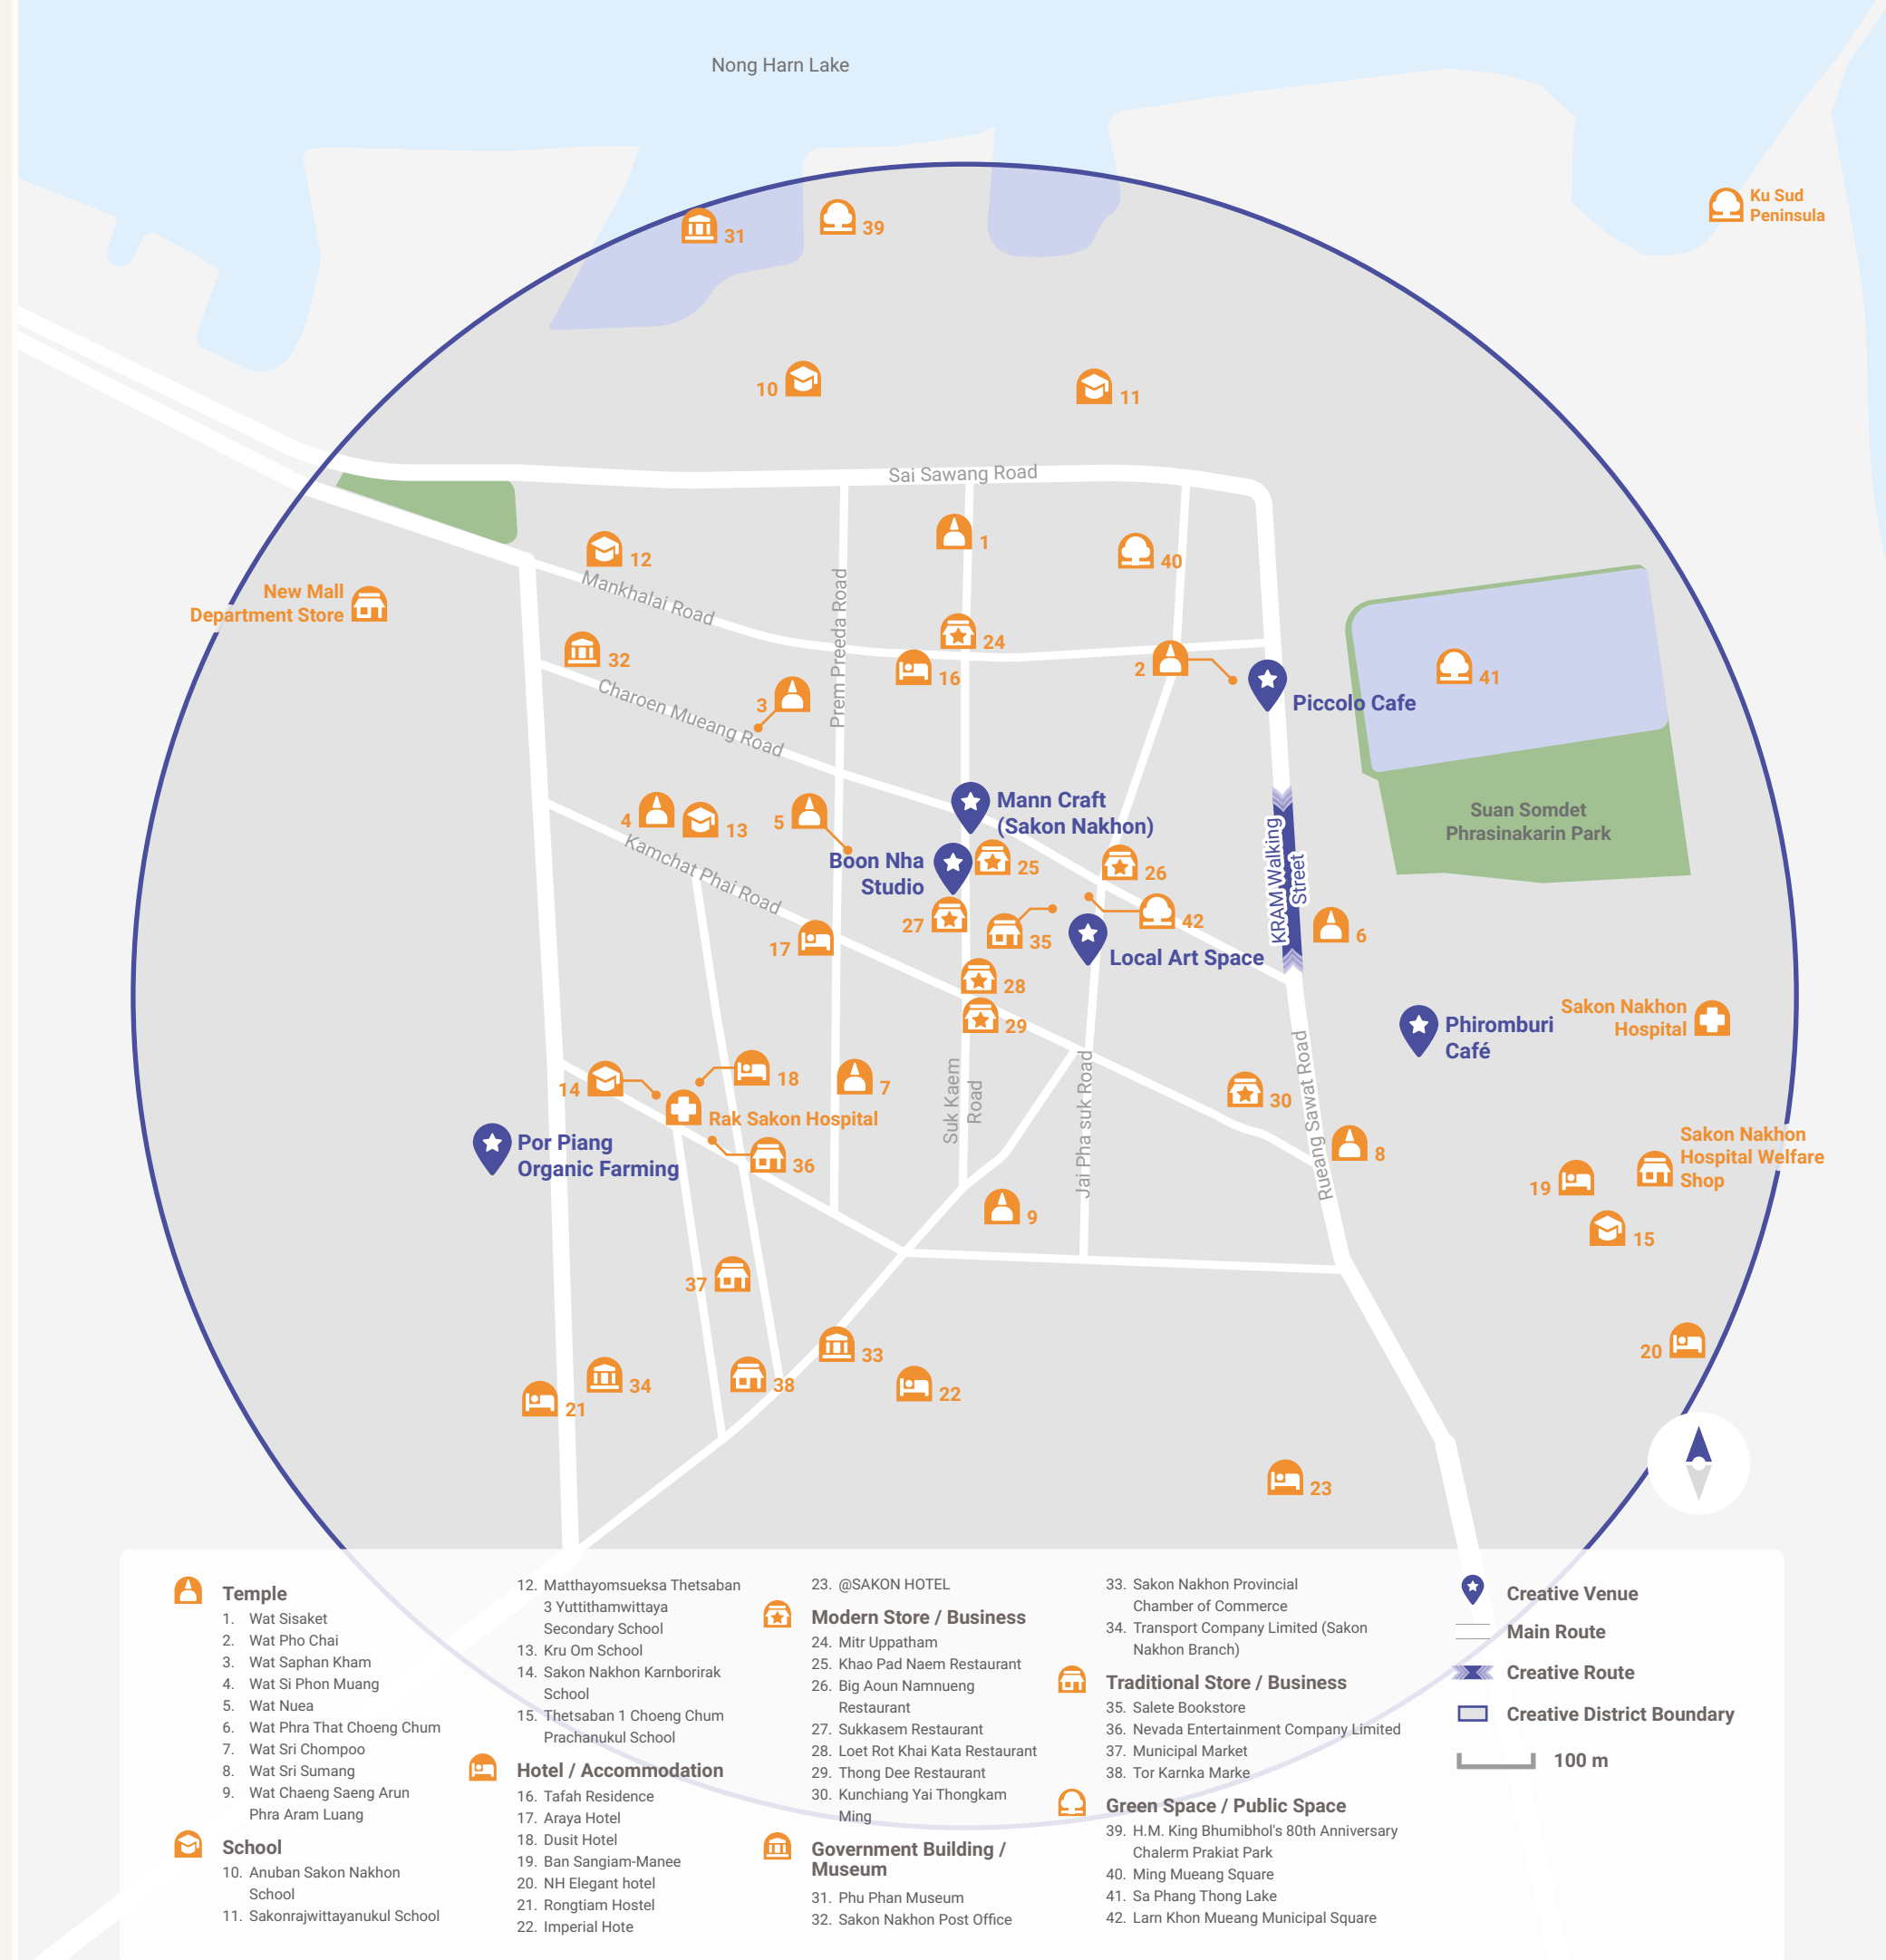 Nong Harn Lake
Ku Sud
Peninsula
31
39
10
11
Sai Sawang Road
1
12
40
Mankhalai Road
New Mall
Department Store
Prem Preeda Road
24
32
16
2
41
Charoen Mueang Road
3
Piccolo Cafe
Mann Craft
(Sakon Nakhon)
Suan Somdet
Phrasinakarin Park
4
13
5
Kamchat Phai Road
Boon Nha
Studio
25
26
KRAM Walking
Street
27
35
42
6
17
Local Art Space
28
29
Phiromburi
Café
Sakon Nakhon
Hospital
Suk Kaem
Road
Jai Pha suk Road
Rueang Sawat Road
14
18
7
30
Rak Sakon Hospital
Por Piang
Organic Farming
36
8
Sakon Nakhon
Hospital Welfare
Shop
19
15
9
37
33
20
34
38
22
21
23
Temple
1. Wat Sisaket
2. Wat Pho Chai
3. Wat Saphan Kham
4. Wat Si Phon Muang
5. Wat Nuea
6. Wat Phra That Choeng Chum
7. Wat Sri Chompoo
8. Wat Sri Sumang
9. Wat Chaeng Saeng Arun
Phra Aram Luang
School
10. Anuban Sakon Nakhon
School
11. Sakonrajwittayanukul School
12. Matthayomsueksa Thetsaban
3 Yuttithamwittaya
Secondary School
13. Kru Om School
14. Sakon Nakhon Karnborirak
School
15. Thetsaban 1 Choeng Chum
Prachanukul School
Hotel / Accommodation
16. Tafah Residence
17. Araya Hotel
18. Dusit Hotel
19. Ban Sangiam-Manee
20. NH Elegant hotel
21. Rongtiam Hostel
22. Imperial Hote
23. @SAKON HOTEL
Modern Store / Business
24. Mitr Uppatham
25. Khao Pad Naem Restaurant
26. Big Aoun Namnueng
Restaurant
27. Sukkasem Restaurant
28. Loet Rot Khai Kata Restaurant
29. Thong Dee Restaurant
30. Kunchiang Yai Thongkam
Ming
Government Building /
Museum
31. Phu Phan Museum
32. Sakon Nakhon Post Office
33. Sakon Nakhon Provincial
Chamber of Commerce
34. Transport Company Limited (Sakon
Nakhon Branch)
Traditional Store / Business
35. Salete Bookstore
36. Nevada Entertainment Company Limited
37. Municipal Market
38. Tor Karnka Marke
Green Space / Public Space
39. H.M. King Bhumibhol's 80th Anniversary
Chalerm Prakiat Park
40. Ming Mueang Square
41. Sa Phang Thong Lake
42. Larn Khon Mueang Municipal Square
Creative Venue
Main Route
Creative Route
Creative District Boundary
100 m